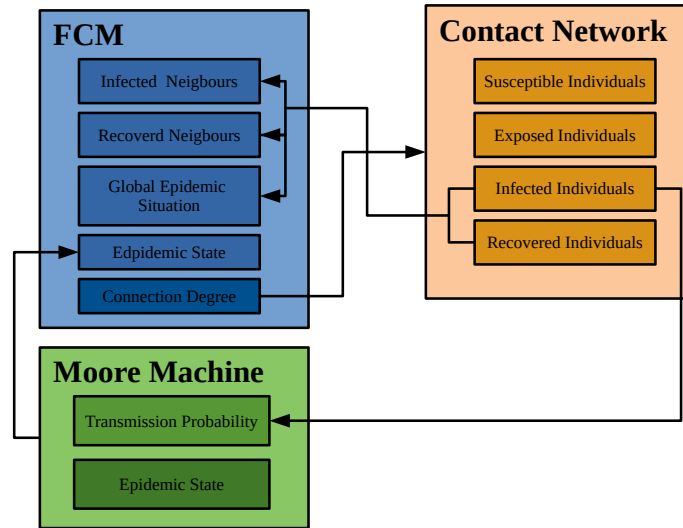 FCM
Infected Neigbours
Recoverd Neigbours
Global Epidemic
Situation
Edpidemic State
Connection Degree
Contact Network
Susceptible Individuals
Exposed Individuals
Infected Individuals
Recovered Individuals
Moore Machine
Transmission Probability
Epidemic State